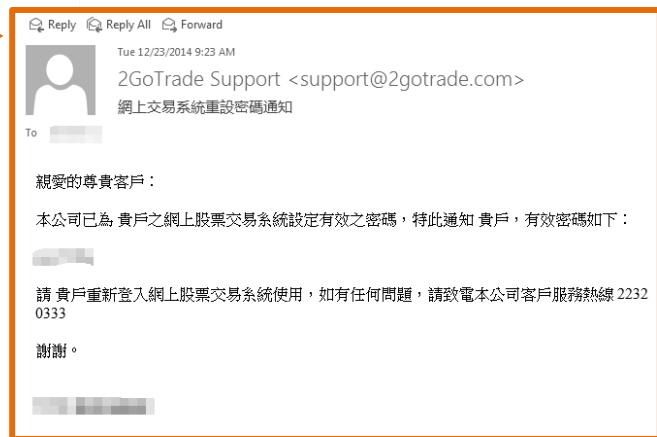 Reply Reply All Forward
Tue 12/23/2014 9:23 AM
2GoTrade Support <support@2gotrade.com>
網上交易系統重設密碼通知
To
親愛的尊貴客戶：
本公司已為 貴戶之網上股票交易系統設定有效之密碼，特此通知 貴戶，有效密碼如下：
請 貴戶重新登入網上股票交易系統使用，如有任何問題，請致電本公司客戶服務熱線 2232
0333
謝謝。